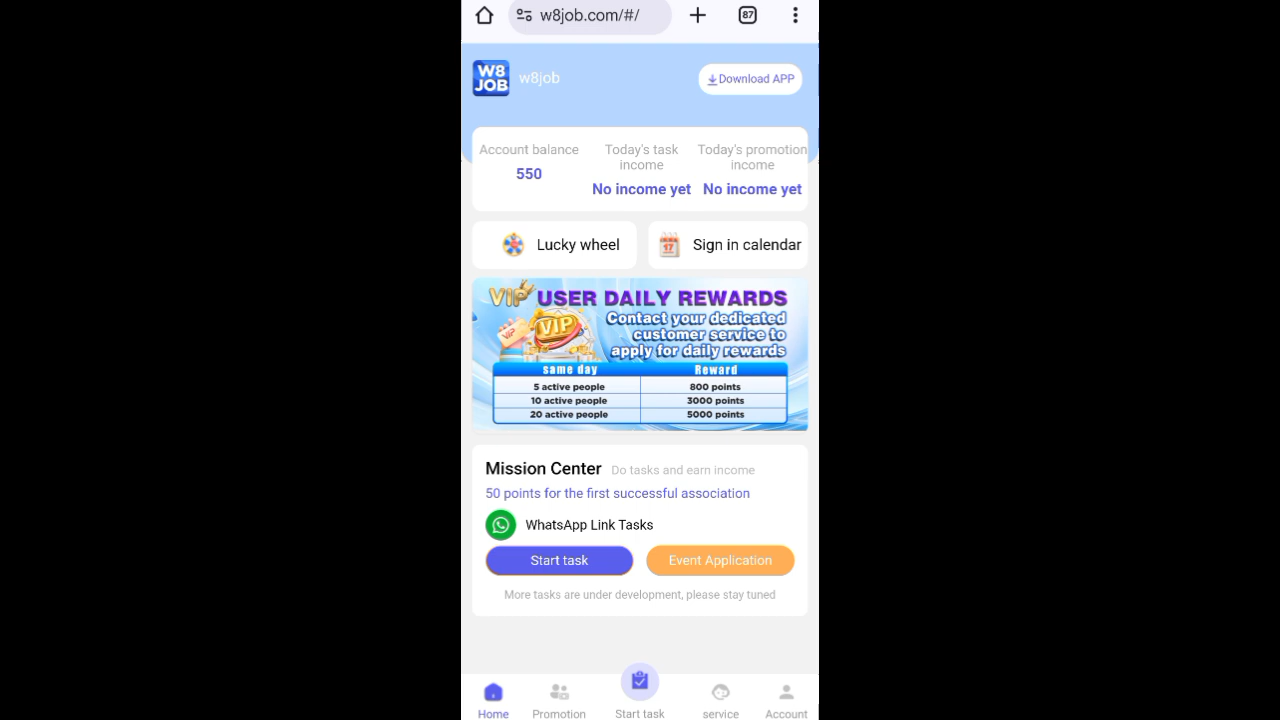 w8job.com/#/
87
W8
JOB
w8job
Download APP
Account balance
550
Today's task
income
No income yet
Today's promotion
income
No income yet
Lucky wheel
17
Sign in calendar
VIP USER DAILY REWARDS
Contact your dedicated
customer service to
apply for daily rewards
VIP
VIP
same day Reward
5 active people 800 points
10 active people 3000 points
20 active people 5000 points
Mission Center Do tasks and earn income
50 points for the first successful association
WhatsApp Link Tasks
Start task Event Application
More tasks are under development, please stay tuned
Home Promotion Start task service Account